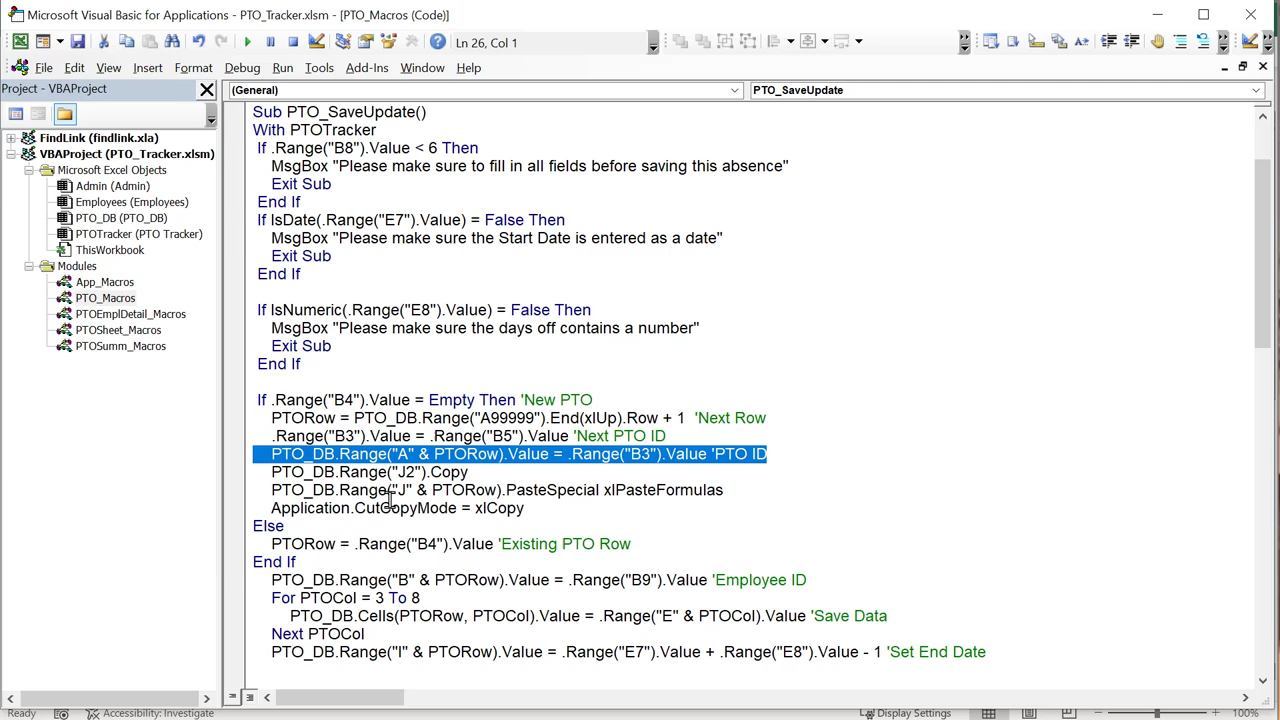 Microsoft Visual Basic for Applications - PTO_Tracker.xlsm - [PTO_Macros (Code)]
Ln 26, Col 1
File Edit View Insert Format Debug Run Tools Add-Ins Window Help
Project - VBAProject
(General)
PTO_SaveUpdate
FindLink (findlink.xla)
VBAProject (PTO_Tracker.xlsm)
Microsoft Excel Objects
Admin (Admin)
Employees (Employees)
PTO_DB (PTO_DB)
PTOTracker (PTO Tracker)
ThisWorkbook
Modules
App_Macros
PTO_Macros
PTOEmplDetail_Macros
PTOSheet_Macros
PTOSumm_Macros
Sub PTO_SaveUpdate()
With PTOTracker
If .Range("B8").Value < 6 Then
MsgBox "Please make sure to fill in all fields before saving this absence"
Exit Sub
End If
If IsDate(.Range("E7").Value) = False Then
MsgBox "Please make sure the Start Date is entered as a date"
Exit Sub
End If
If IsNumeric(.Range("E8").Value) = False Then
MsgBox "Please make sure the days off contains a number"
Exit Sub
End If
If .Range("B4").Value = Empty Then 'New PTO
PTORow = PTO_DB.Range("A99999").End(xlUp).Row + 1 'Next Row
.Range("B3").Value = .Range("B5").Value 'Next PTO ID
PTO_DB.Range("A" & PTORow).Value = .Range("B3").Value 'PTO ID
PTO_DB.Range("J2").Copy
PTO_DB.Range("J" & PTORow).PasteSpecial xlPasteFormulas
Application.CutCopyMode = xlCopy
Else
PTORow = .Range("B4").Value 'Existing PTO Row
End If
PTO_DB.Range("B" & PTORow).Value = .Range("B9").Value 'Employee ID
For PTOCol = 3 To 8
PTO_DB.Cells(PTORow, PTOCol).Value = .Range("E" & PTOCol).Value 'Save Data
Next PTOCol
PTO_DB.Range("I" & PTORow).Value = .Range("E7").Value + .Range("E8").Value - 1 'Set End Date
Ready
Accessibility: Investigate
Display Settings
100%